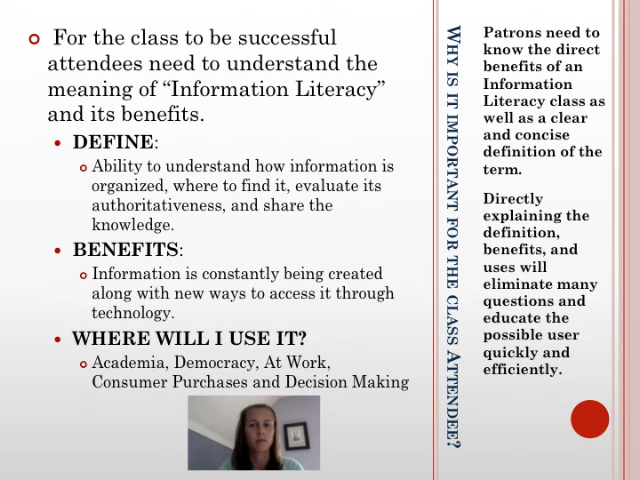 For the class to be successful
attendees need to understand the
meaning of “Information Literacy”
and its benefits.
DEFINE:
Ability to understand how information is
organized, where to find it, evaluate its
authoritativeness, and share the
knowledge.
BENEFITS:
Information is constantly being created
along with new ways to access it through
technology.
WHERE WILL I USE IT?
Academia, Democracy, At Work,
Consumer Purchases and Decision Making
WHY IS IT IMPORTANT FOR THE CLASS ATTENDEE?
Patrons need to
know the direct
benefits of an
Information
Literacy class as
well as a clear
and concise
definition of the
term.
Directly
explaining the
definition,
benefits, and
uses will
eliminate many
questions and
educate the
possible user
quickly and
efficiently.